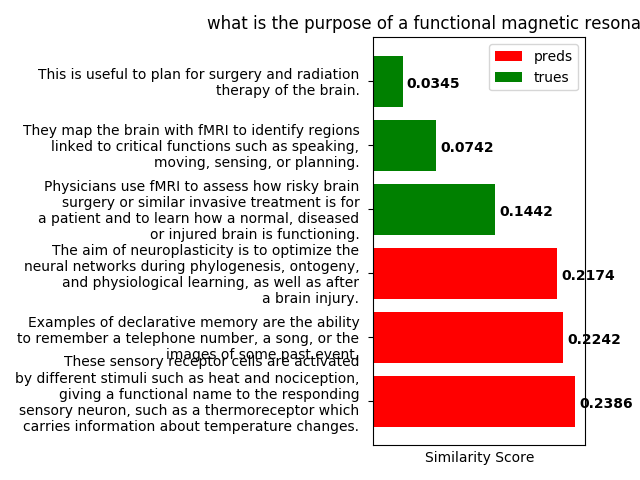 what is the purpose of a functional magnetic resona
preds
trues
This is useful to plan for surgery and radiation
therapy of the brain.
0.0345
They map the brain with fMRI to identify regions
linked to critical functions such as speaking,
moving, sensing, or planning.
0.0742
Physicians use fMRI to assess how risky brain
surgery or similar invasive treatment is for
a patient and to learn how a normal, diseased
or injured brain is functioning.
0.1442
The aim of neuroplasticity is to optimize the
neural networks during phylogenesis, ontogeny,
and physiological learning, as well as after
a brain injury.
0.2174
Examples of declarative memory are the ability
to remember a telephone number, a song, or the
images of some past event.
0.2242
These sensory receptor cells are activated
by different stimuli such as heat and nociception,
giving a functional name to the responding
sensory neuron, such as a thermoreceptor which
carries information about temperature changes.
0.2386
Similarity Score